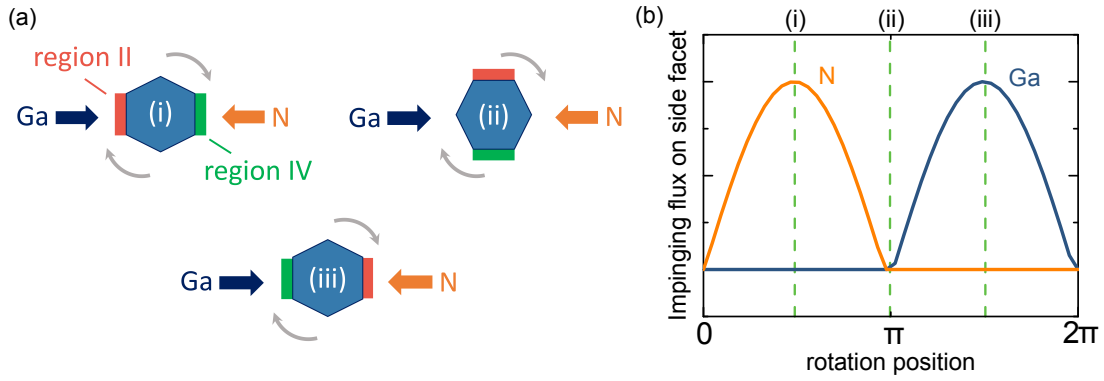 (a)
region II
Ga
(i)
N
region IV
Ga
(ii)
N
Ga
(iii)
N
(b)
(i)
(ii)
(iii)
N
Ga
Impinging flux on side facet
0
π
2π
rotation position